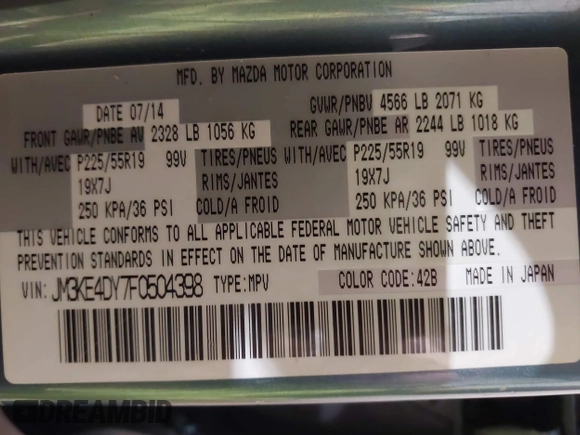 MFD. BY MAZDA MOTOR CORPORATION
DATE 07/14 GVWR/PNBV 4566 LB 2071 KG
FRONT GAWR/PNBE AV 2328 LB 1056 KG REAR GAWR/PNBE AR 2244 LB 1018 KG
WITH/AVEC P225/55R19 99V TIRES/PNEUS WITH/AVEC P225/55R19 99V TIRES/PNEUS
19X7J RIMS/JANTES 19X7J RIMS/JANTES
250 KPA/36 PSI COLD/A FROID 250 KPA/36 PSI COLD/A FROID
THIS VEHICLE CONFORMS TO ALL APPLICABLE FEDERAL MOTOR VEHICLE SAFETY AND THEFT
PREVENTION STANDARDS IN EFFECT ON THE DATE OF MANUFACTURE SHOWN ABOVE.
VIN: JM3KE4DY7F0504398 TYPE:MPV COLOR CODE:42B MADE IN JAPAN
DREAMBID